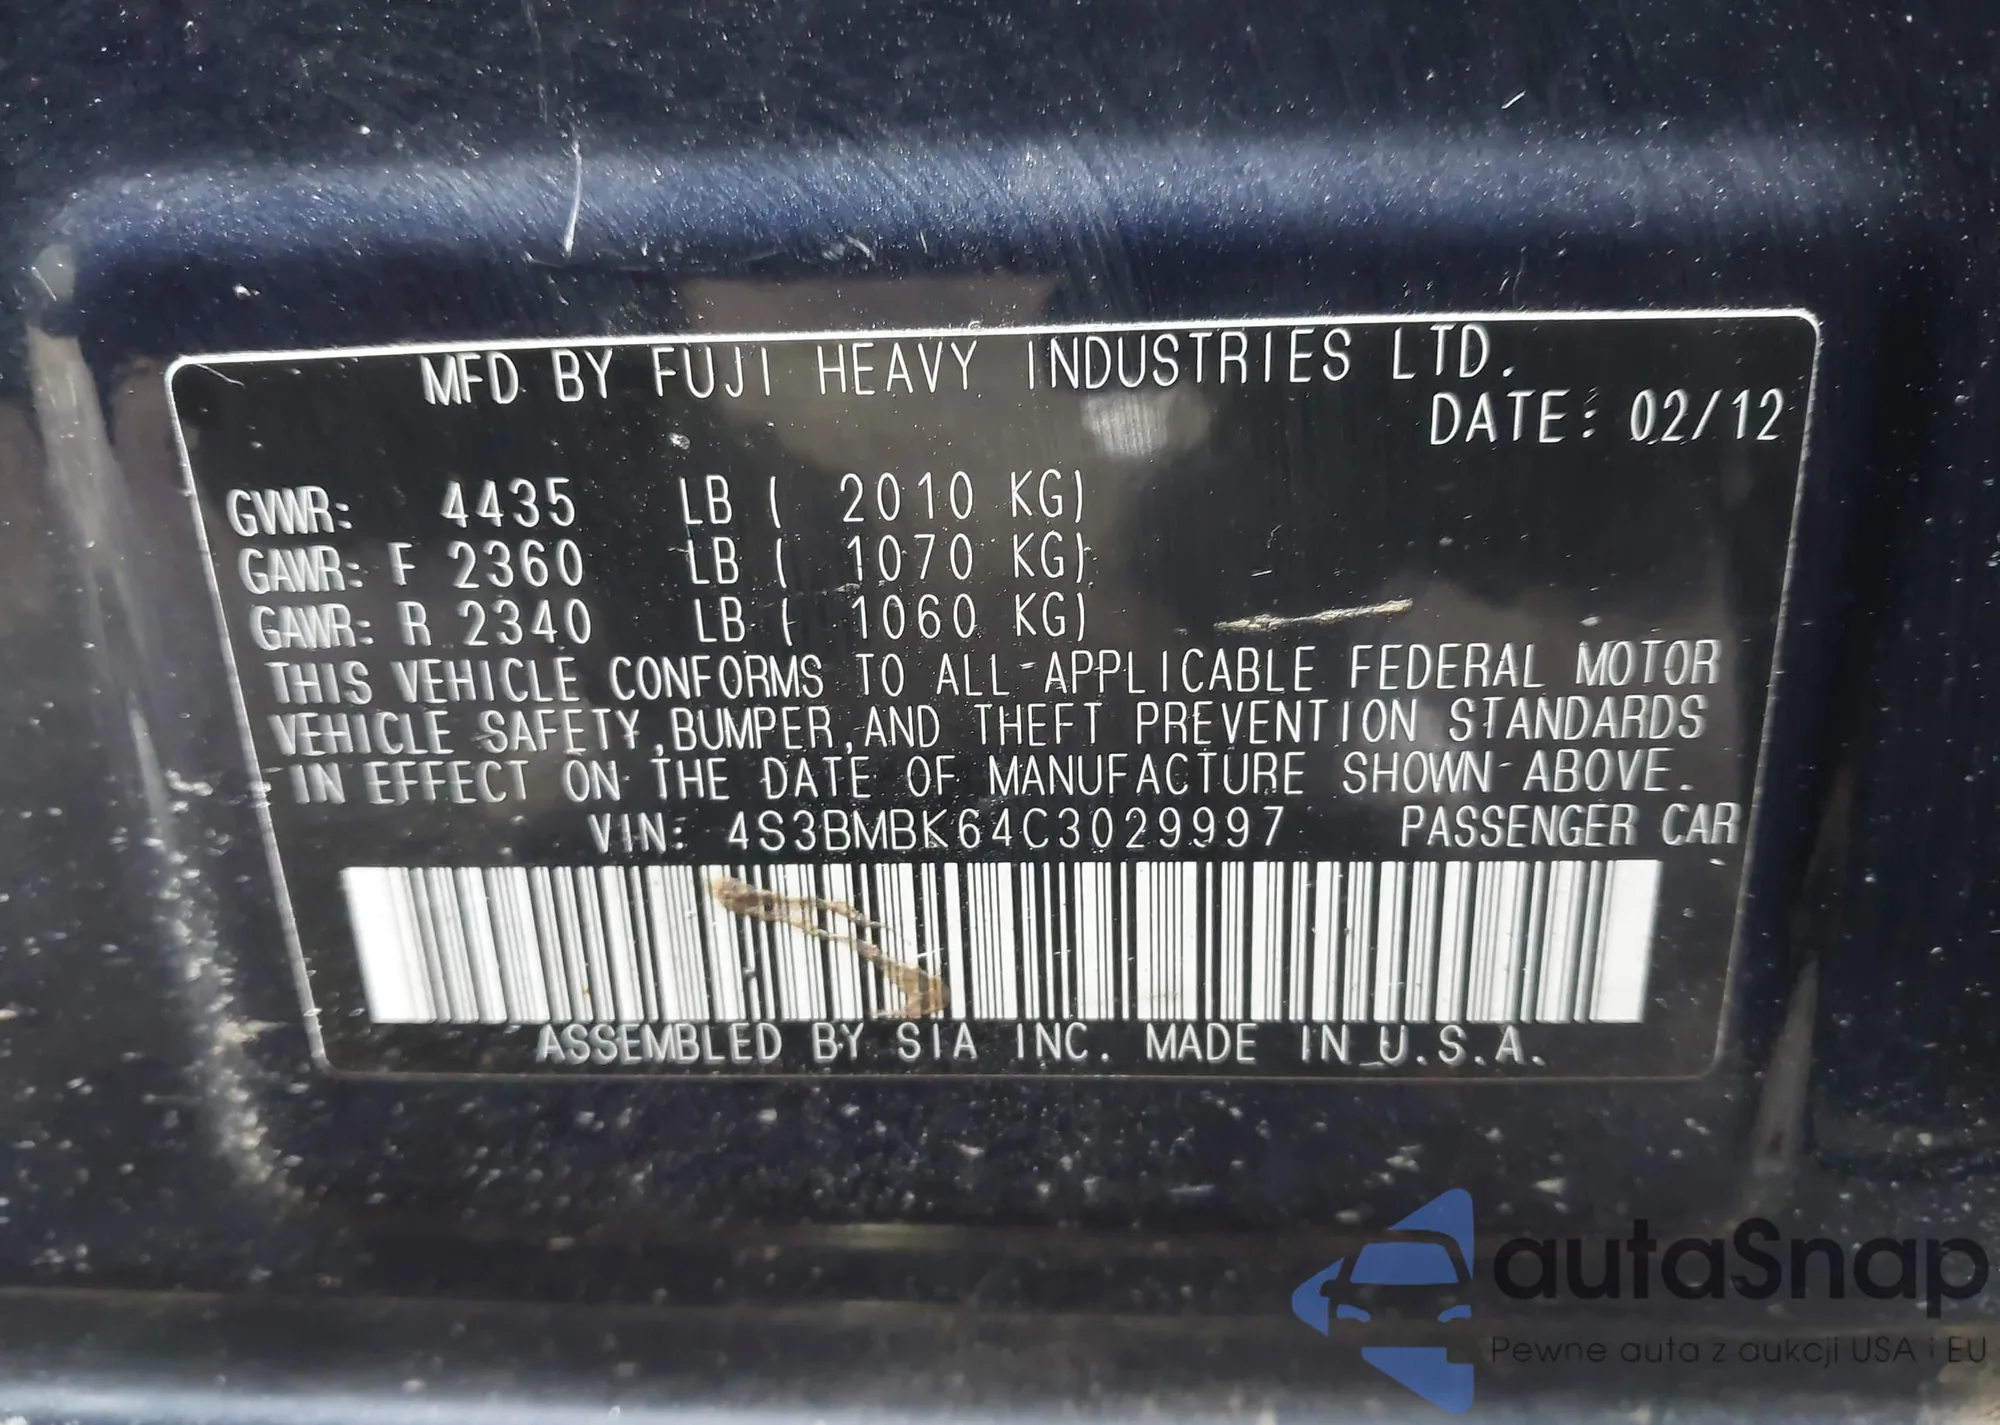 MFD BY FUJI HEAVY INDUSTRIES LTD.
DATE: 02/12
GVWR: 4435 LB ( 2010 KG)
GAWR: F 2360 LB ( 1070 KG)
GAWR: R 2340 LB ( 1060 KG)
THIS VEHICLE CONFORMS TO ALL APPLICABLE FEDERAL MOTOR
VEHICLE SAFETY,BUMPER,AND THEFT PREVENTION STANDARDS
IN EFFECT ON THE DATE OF MANUFACTURE SHOWN ABOVE.
VIN: 4S3BMBK64C3029997 PASSENGER CAR
ASSEMBLED BY SIA INC. MADE IN U.S.A.
autaSnap
Pewne auta z aukcji USA i EU